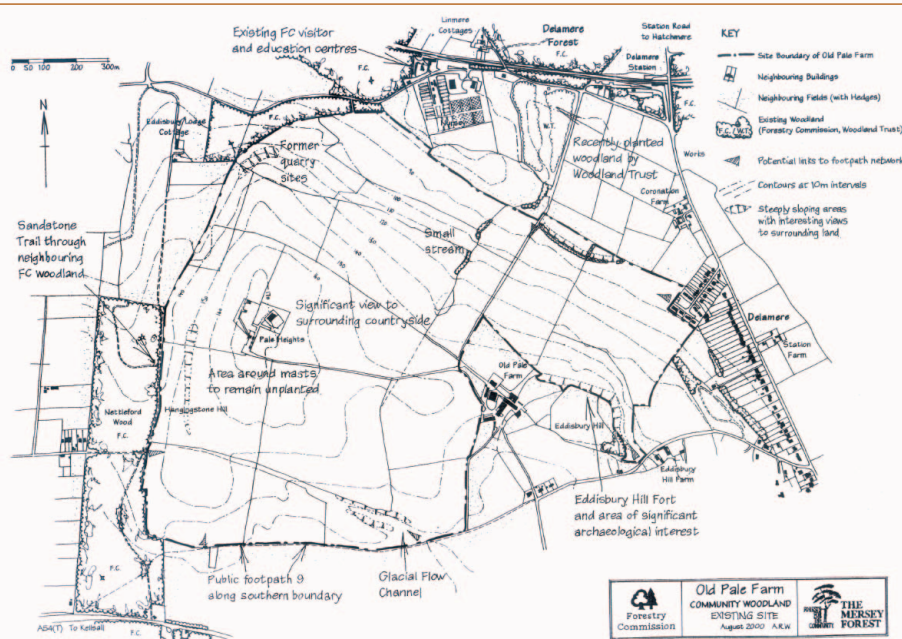 Existing FC visitor
and education centres
Linmere
Cottages
Delamere
Forest
Station Road
to Hatchmere
Delamere
Station
F.C.
F.C.
F.C.
0 50 100 200 300m
N
Eddisbury Lodge
Cottage
Former
quarry
sites
W.T.
Recently planted
woodland by
Woodland Trust
Works
Coronation
Farm
Small
stream
Sandstone
Trail through
neighbouring
FC woodland
Significant view to
surrounding countryside
Pale Heights
Area around masts
to remain unplanted
Hangingstone Hill
Nettleford
Wood
F.C.
Old Pale
Farm
Eddisbury Hill
Eddisbury
Hill Farm
Delamere
Station
Farm
Eddisbury Hill Fort
and area of significant
archaeological interest
Public footpath 9
along southern boundary
Glacial Flow
Channel
F.C.
A54(T) To Kelsall
F.C.
KEY
Site Boundary of Old Pale Farm
Neighbouring Buildings
Neighbouring Fields (with Hedges)
F.C./W.T.
Existing Woodland
(Forestry Commission, Woodland Trust)
Potential links to footpath network
Contours at 10m intervals
Steeply sloping areas
with interesting views
to surrounding land
Forestry
Commission
Old Pale Farm
COMMUNITY WOODLAND
EXISTING SITE
August 2000 A.R.W.
THE
MERSEY
FOREST